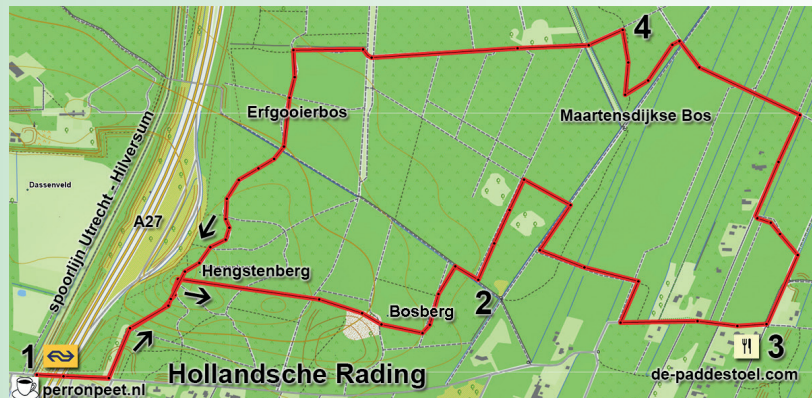 4
Erfgooierbos
Maartensdijkse Bos
spoorlijn Utrecht - Hilversum
Dassenveld
A27
Hengstenberg
Bosberg
2
1
3
Hollandsche Rading
perronpeet.nl
de-paddestoel.com